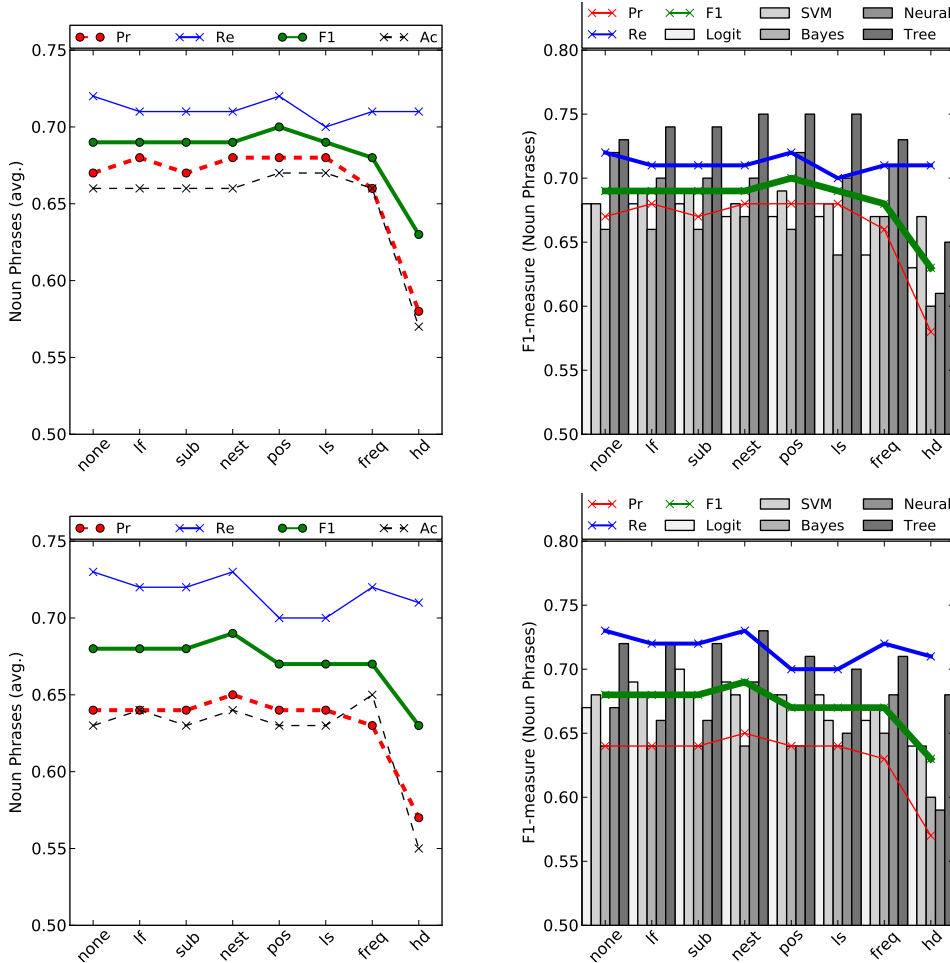 Pr Re F1 Ac
Noun Phrases (avg.)
0.75
0.70
0.65
0.60
0.55
0.50
none lf sub nest pos ls freq hd
Pr F1 SVM Neural
Re Logit Bayes Tree
F1-measure (Noun Phrases)
0.80
0.75
0.70
0.65
0.60
0.55
0.50
none lf sub nest pos ls freq hd
Pr Re F1 Ac
Noun Phrases (avg.)
0.75
0.70
0.65
0.60
0.55
0.50
none lf sub nest pos ls freq hd
Pr F1 SVM Neural
Re Logit Bayes Tree
F1-measure (Noun Phrases)
0.80
0.75
0.70
0.65
0.60
0.55
0.50
none lf sub nest pos ls freq hd